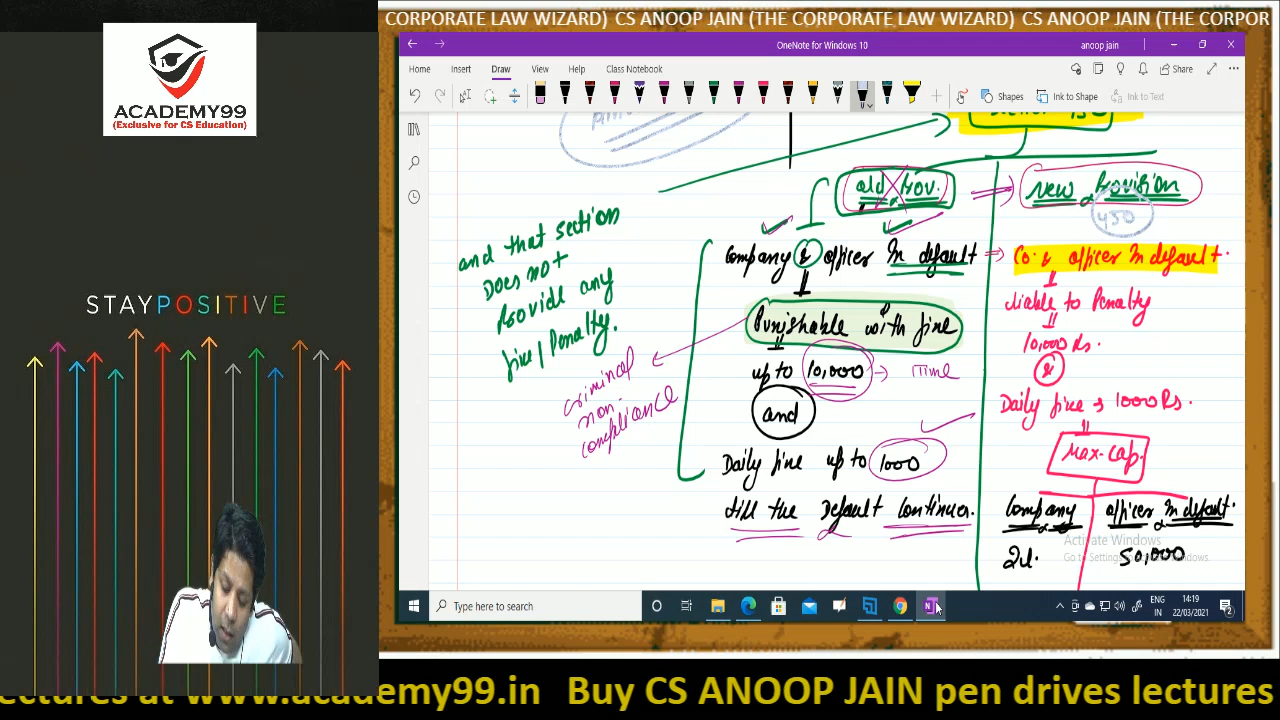 CORPORATE LAW WIZARD) CS ANOOP JAIN (THE CORPORATE LAW WIZARD) CS ANOOP JAIN (THE CORPOR
ACADEMY99
(Exclusive for CS Education)
STAYPOSITIVE
OneNote for Windows 10
anoop jain
Home Insert Draw View Help Class Notebook
Share
Shapes
Ink to Shape
Ink to Text
old Prov.
New Provision
450
and that section
Does not
Provide any
fine/Penalty.
Company & officer In default
Punishable with fine
up to 10,000
Time
and
Daily fine up to 1000
till the Default continues.
criminal
non-
compliance
Co. & officer In default.
Liable to Penalty
10,000 Rs.
&
Daily fine 1000 Rs.
Max-cap.
Company
officer In default.
2L.
50,000
Activate Windows
Type here to search
ENG
IN
14:19
22/03/2021
2
ectures at www.academy99.in Buy CS ANOOP JAIN pen drives lectures